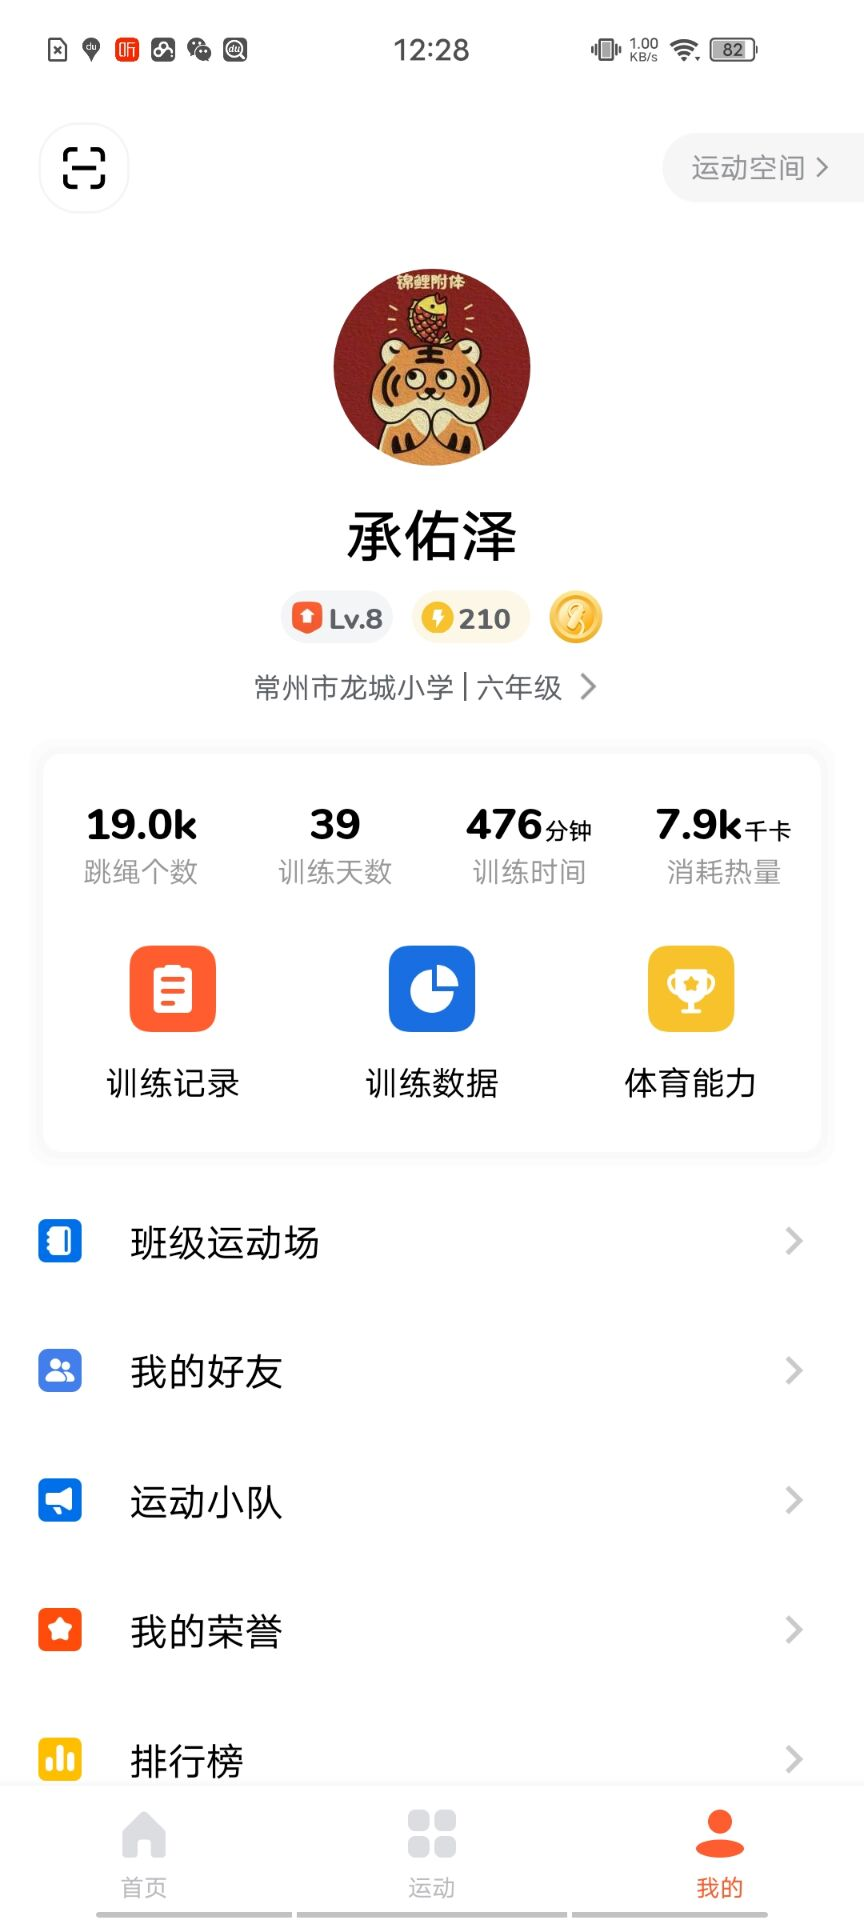 12:28
1.00
KB/s
82
运动空间
锦鲤附体
承佑泽
Lv.8
210
常州市龙城小学 | 六年级
19.0k 39 476分钟 7.9k千卡
跳绳个数 训练天数 训练时间 消耗热量
训练记录 训练数据 体育能力
班级运动场
我的好友
运动小队
我的荣誉
排行榜
首页 运动 我的